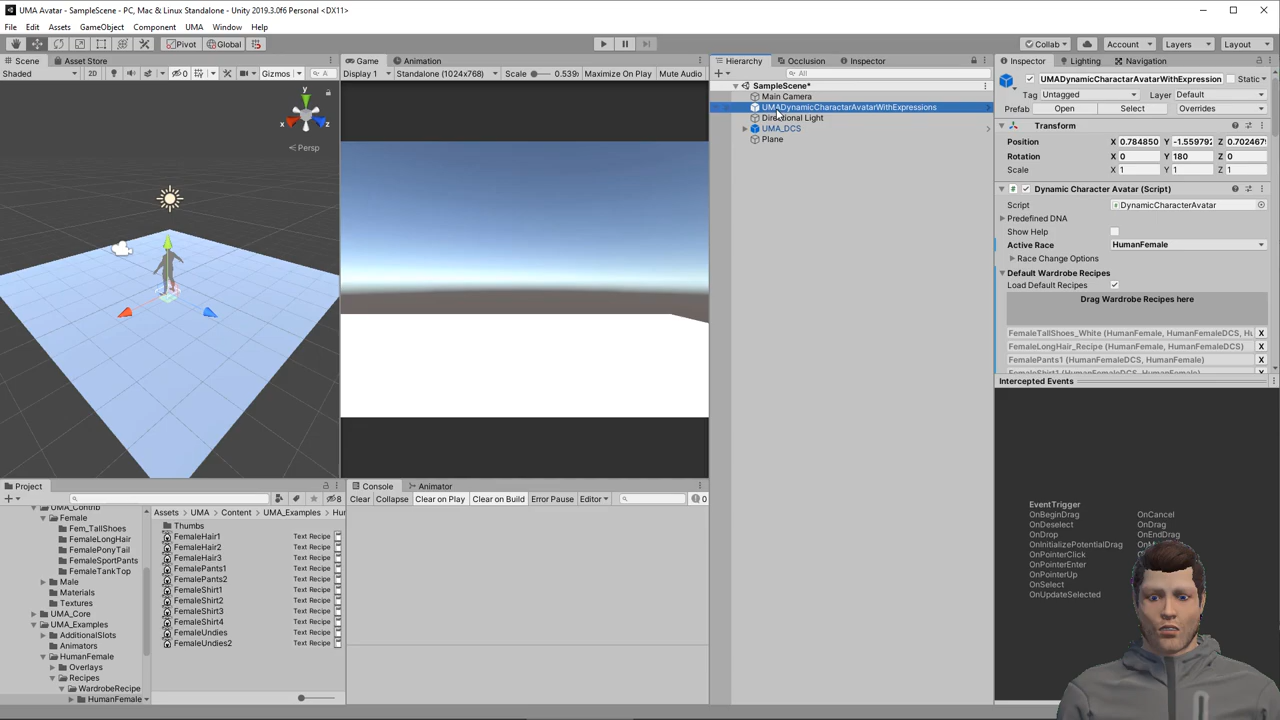 UMA Avatar - SampleScene - PC, Mac & Linux Standalone - Unity 2019.3.0f6 Personal <DX11>
File Edit Assets GameObject Component UMA Window Help
Pivot Global Collab Account Layers Layout
Scene Asset Store
Shaded 2D 0 Gizmos A
y
x
z
Persp
Game Animation
Display 1 Standalone (1024x768) Scale 0.539 Maximize On Play Mute Audio
Hierarchy Occlusion Inspector
All
SampleScene*
Main Camera
UMADynamicCharactarAvatarWithExpressions
Directional Light
UMA_DCS
Plane
Inspector Lighting Navigation
UMADynamicCharactarAvatarWithExpression Static
Tag Untagged Layer Default
Prefab Open Select Overrides
Transform
Position X 0.784850 Y -1.559792 Z 0.702467
Rotation X 0 Y 180 Z 0
Scale X 1 Y 1 Z 1
Dynamic Character Avatar (Script)
Script DynamicCharacterAvatar
Predefined DNA
Show Help
Active Race HumanFemale
Race Change Options
Default Wardrobe Recipes
Load Default Recipes
Drag Wardrobe Recipes here
FemaleTallShoes_White (HumanFemale, HumanFemaleDCS, Hu X
FemaleLongHair_Recipe (HumanFemale, HumanFemaleDCS) X
FemalePants1 (HumanFemaleDCS, HumanFemale) X
FemaleShirt1 (HumanFemaleDCS, HumanFemale) X
Intercepted Events
EventTrigger
OnBeginDrag OnCancel
OnDeselect OnDrag
OnDrop OnEndDrag
OnInitializePotentialDrag
OnPointerClick
OnPointerEnter
OnPointerUp
OnSelect
OnUpdateSelected
Project
8
UMA_Contrib
Female
Fem_TallShoes
FemaleLongHair
FemalePonyTail
FemaleSportPants
FemaleTankTop
Male
Materials
Textures
UMA_Core
UMA_Examples
AdditionalSlots
Animators
HumanFemale
Overlays
Recipes
WardrobeRecipe
HumanFemale
Assets > UMA > Content > UMA_Examples > Hur
Thumbs
FemaleHair1 Text Recipe
FemaleHair2 Text Recipe
FemaleHair3 Text Recipe
FemalePants1 Text Recipe
FemalePants2 Text Recipe
FemaleShirt1 Text Recipe
FemaleShirt2 Text Recipe
FemaleShirt3 Text Recipe
FemaleShirt4 Text Recipe
FemaleUndies Text Recipe
FemaleUndies2 Text Recipe
Console Animator
Clear Collapse Clear on Play Clear on Build Error Pause Editor 0